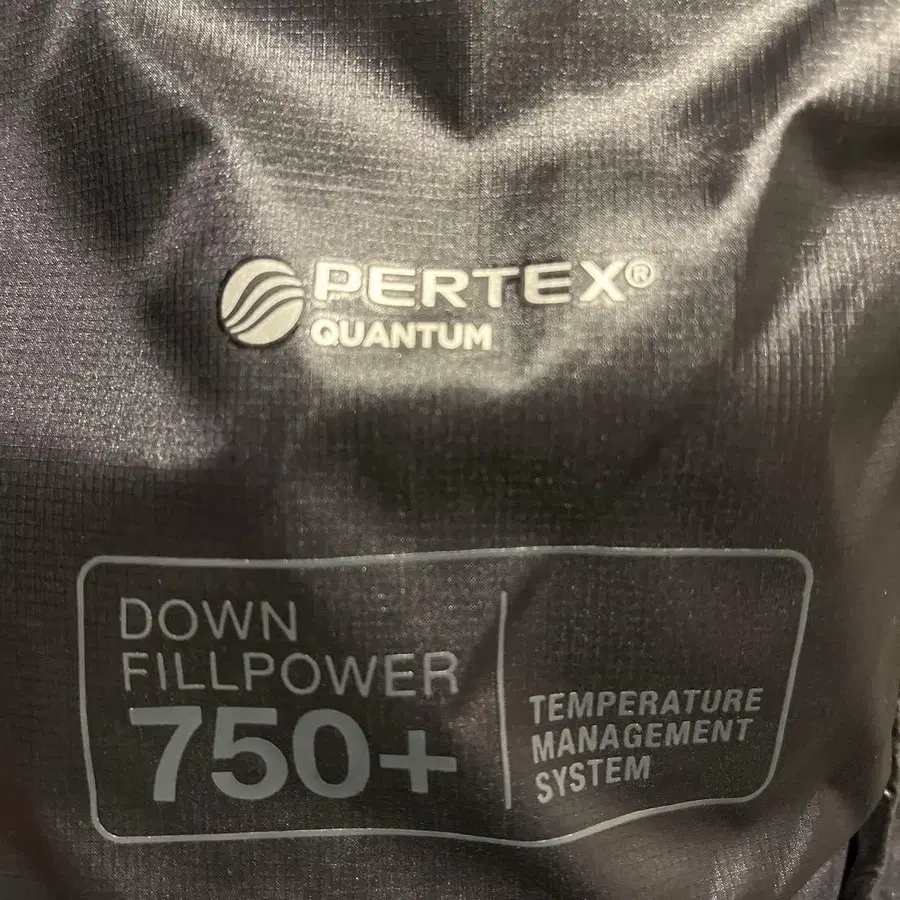 PERTEX®
QUANTUM
DOWN
FILLPOWER
750+
TEMPERATURE
MANAGEMENT
SYSTEM